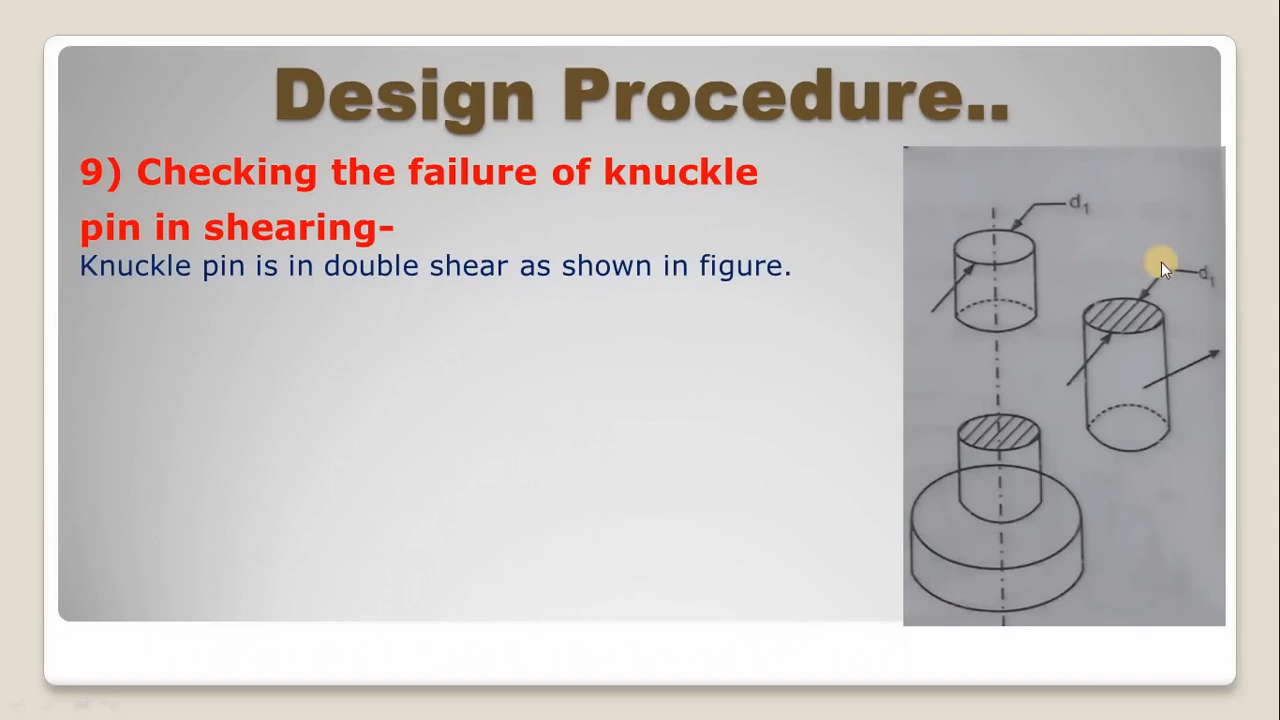 Design Procedure..
9) Checking the failure of knuckle
pin in shearing-
Knuckle pin is in double shear as shown in figure.
d₁
d₁